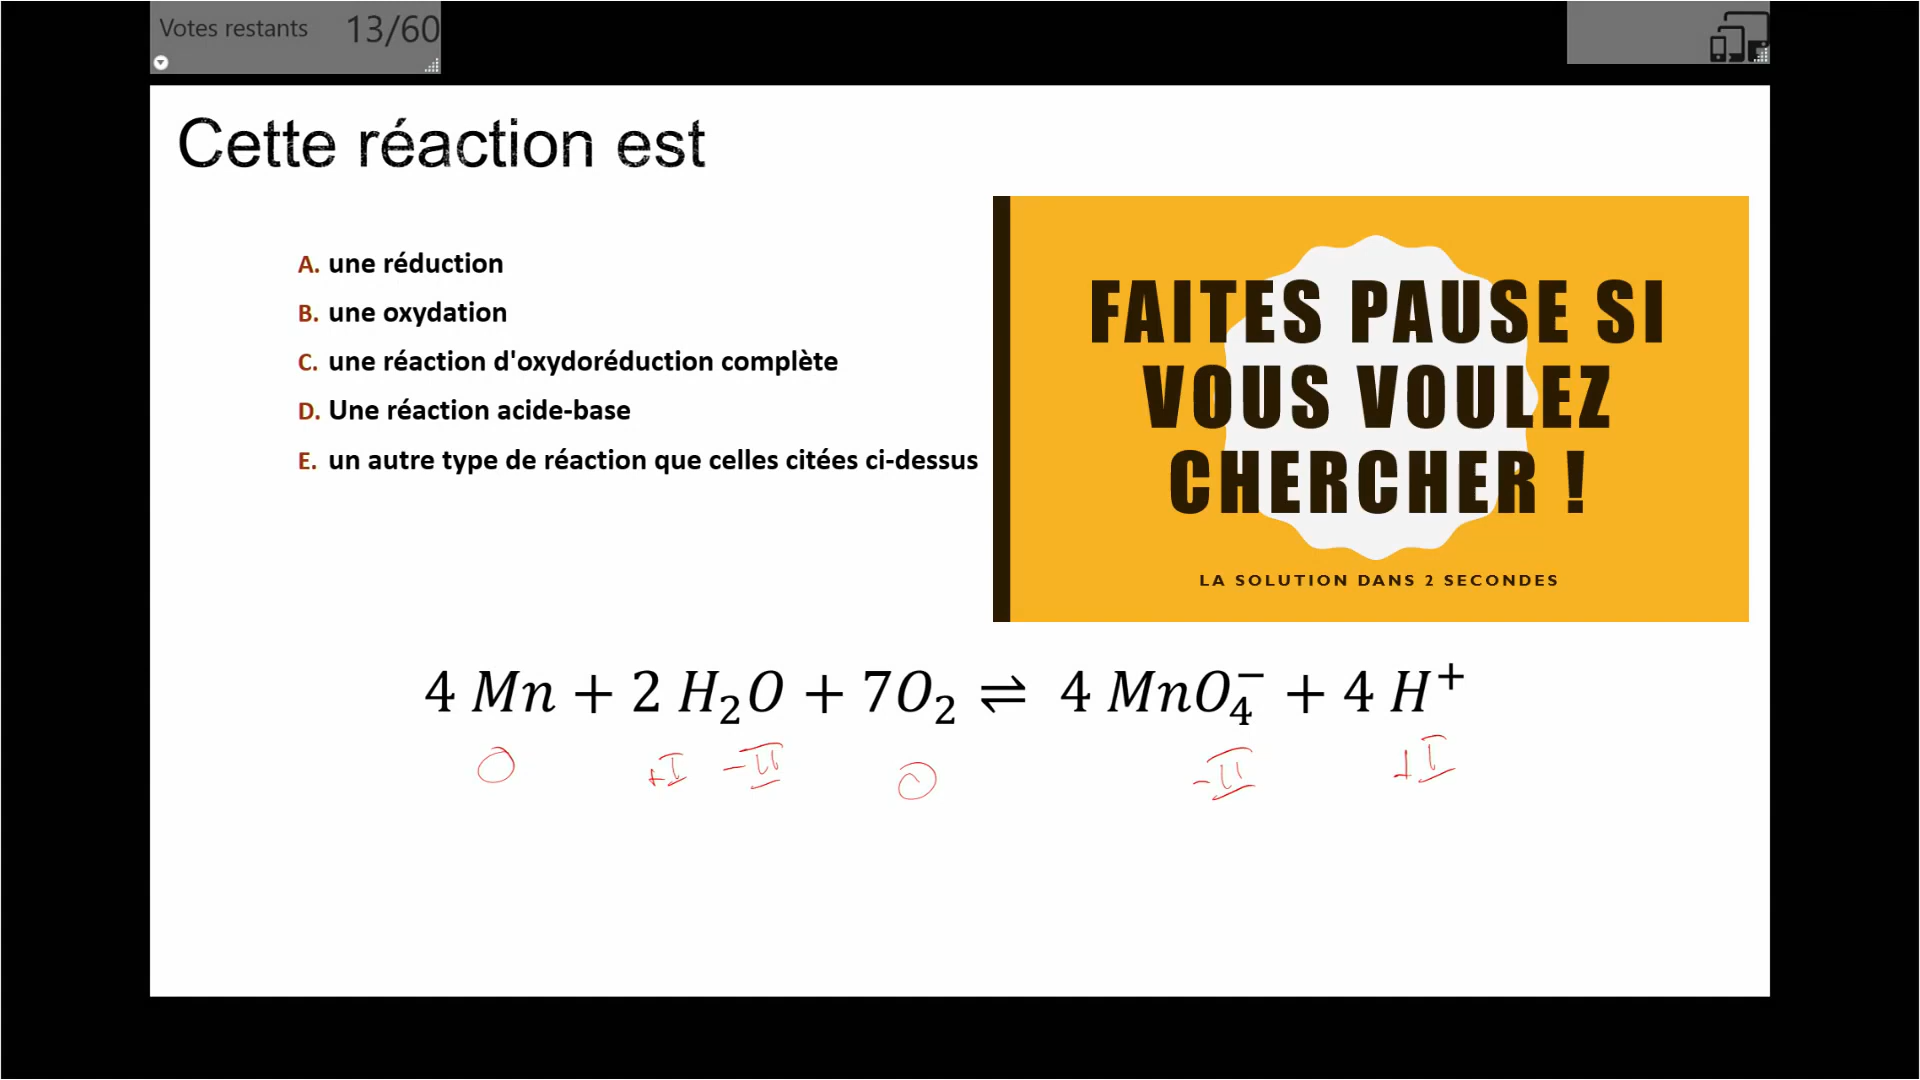 Votes restants 13/60
Cette réaction est
A. une réduction
B. une oxydation
C. une réaction d'oxydoréduction complète
D. Une réaction acide-base
E. un autre type de réaction que celles citées ci-dessus
FAITES PAUSE SI
VOUS VOULEZ
CHERCHER !
LA SOLUTION DANS 2 SECONDES
4 Mn + 2 H₂O + 7O₂ ⇌ 4 MnO₄⁻ + 4 H⁺
0 +I -II 0 -II +I